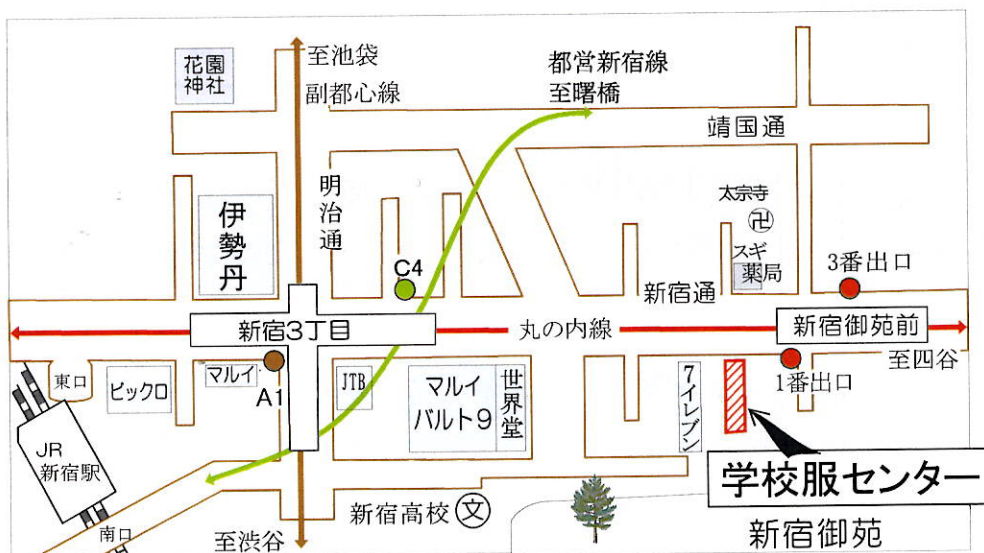 花園
神社
至池袋
副都心線
都営新宿線
至曙橋
靖国通
明治通
伊勢丹
太宗寺
卍
スギ
薬局
C4
新宿通
3番出口
新宿3丁目
丸の内線
新宿御苑前
至四谷
東口
ビックロ
マルイ
A1
JTB
マルイ
バルト9
世界堂
7イレブン
1番出口
JR
新宿駅
学校服センター
新宿高校
文
新宿御苑
南口
至渋谷